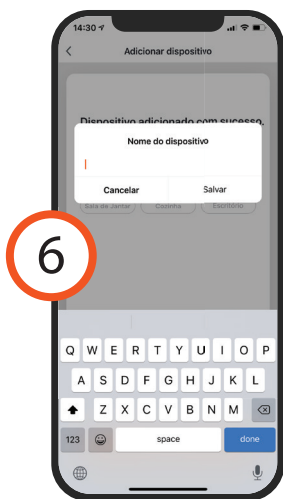 14:30
Adicionar dispositivo
Dispositivo adicionado com sucesso.
Nome do dispositivo
Cancelar Salvar
Sala de Jantar Cozinha Escritório
6
Q W E R T Y U I O P
A S D F G H J K L
Z X C V B N M
123 space done